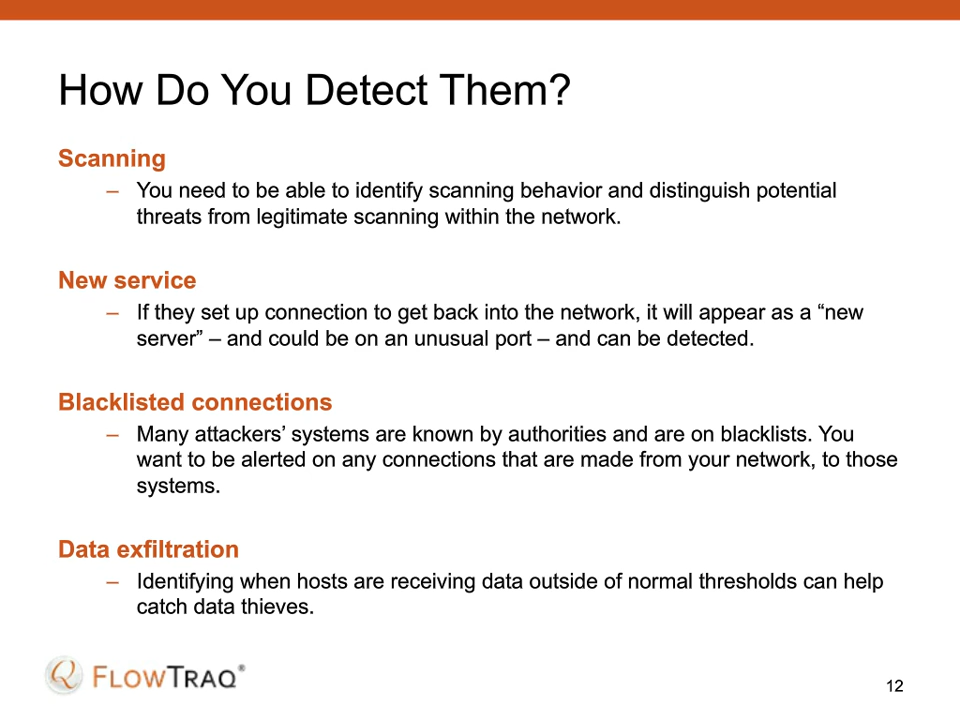 How Do You Detect Them?
Scanning
– You need to be able to identify scanning behavior and distinguish potential
threats from legitimate scanning within the network.
New service
– If they set up connection to get back into the network, it will appear as a “new
server” – and could be on an unusual port – and can be detected.
Blacklisted connections
– Many attackers’ systems are known by authorities and are on blacklists. You
want to be alerted on any connections that are made from your network, to those
systems.
Data exfiltration
– Identifying when hosts are receiving data outside of normal thresholds can help
catch data thieves.
Q FLOWTRAQ®
12